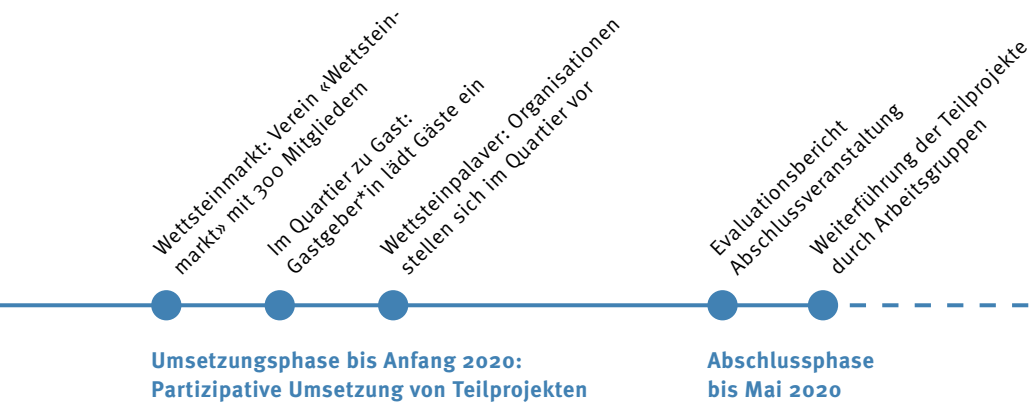 Wettsteinmarkt: Verein «Wettstein-
markt» mit 300 Mitgliedern
Im Quartier zu Gast:
Gastgeber*in lädt Gäste ein
Wettsteinpalaver: Organisationen
stellen sich im Quartier vor
Evaluationsbericht
Abschlussveranstaltung
Weiterführung der Teilprojekte
durch Arbeitsgruppen
Umsetzungsphase bis Anfang 2020:
Partizipative Umsetzung von Teilprojekten
Abschlussphase
bis Mai 2020